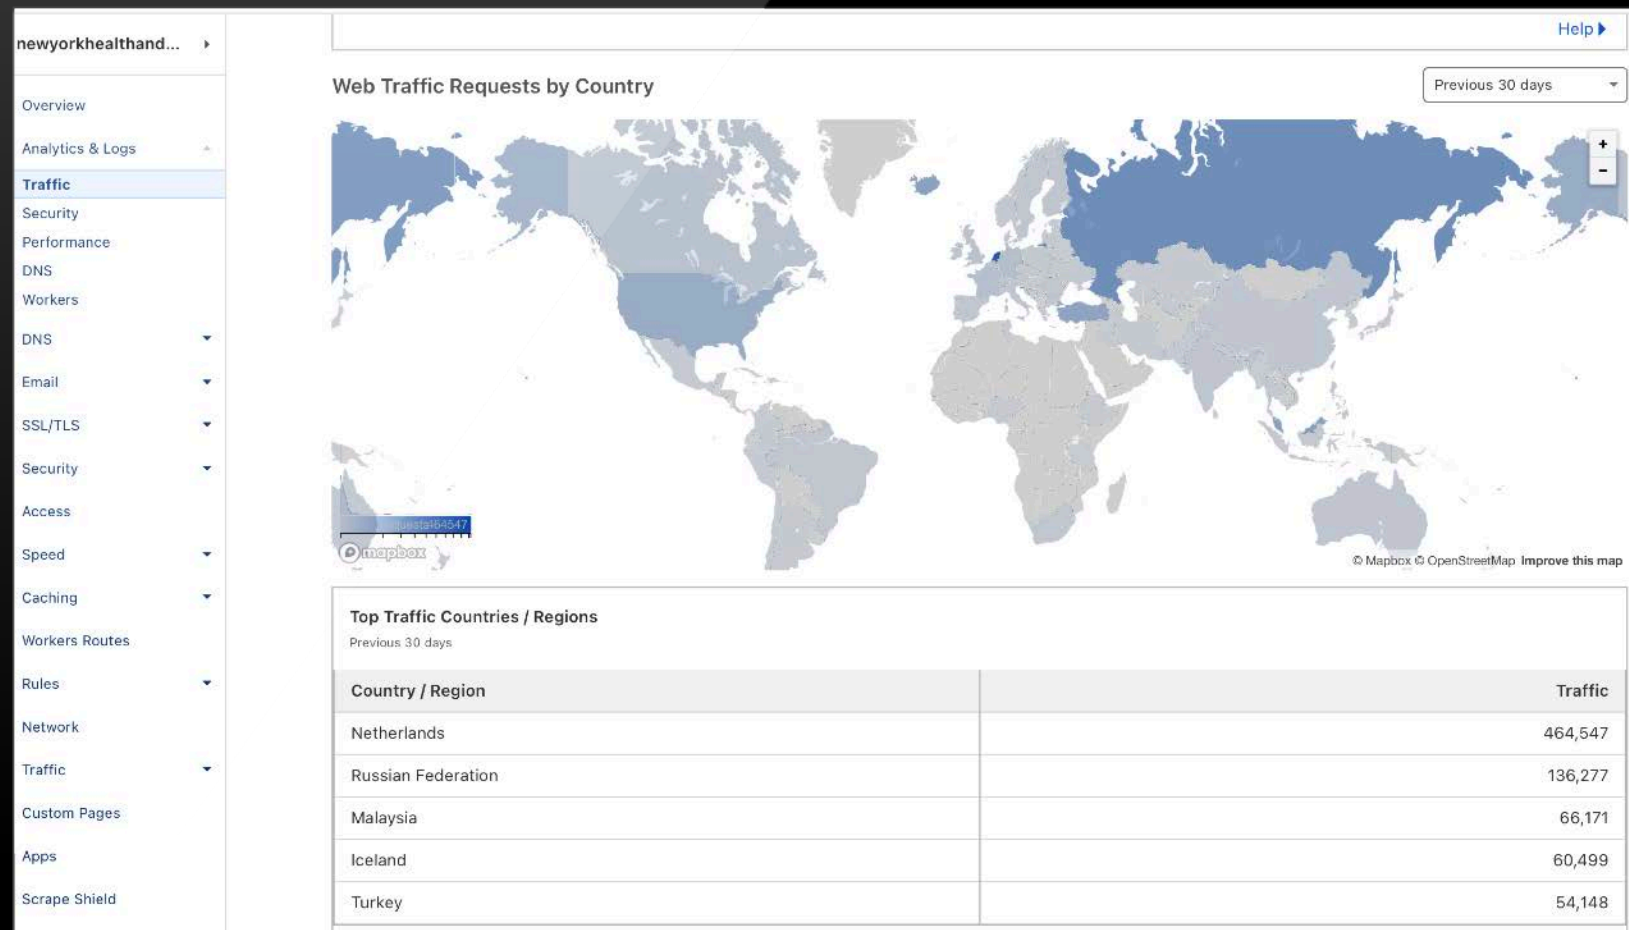 newyorkhealthand...
Overview
Analytics & Logs
Traffic
Security
Performance
DNS
Workers
DNS
Email
SSL/TLS
Security
Access
Speed
Caching
Workers Routes
Rules
Network
Traffic
Custom Pages
Apps
Scrape Shield
Help
Web Traffic Requests by Country
Previous 30 days
+
-
quests464547
mapbox
© Mapbox © OpenStreetMap Improve this map
Top Traffic Countries / Regions
Previous 30 days
Country / Region Traffic
Netherlands 464,547
Russian Federation 136,277
Malaysia 66,171
Iceland 60,499
Turkey 54,148